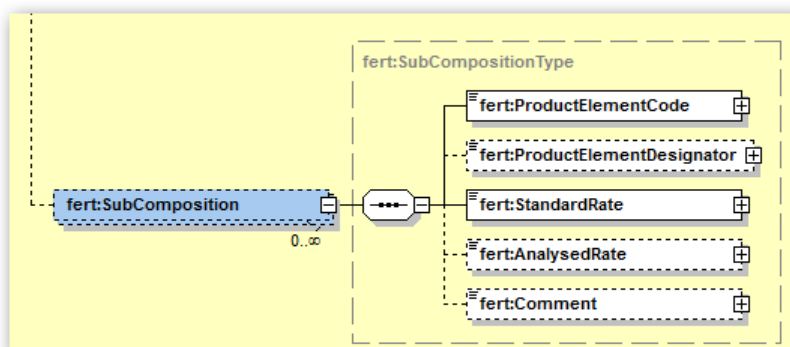 fert:SubCompositionType
fert:ProductElementCode
fert:ProductElementDesignator
fert:SubComposition
fert:StandardRate
0..∞
fert:AnalysedRate
fert:Comment